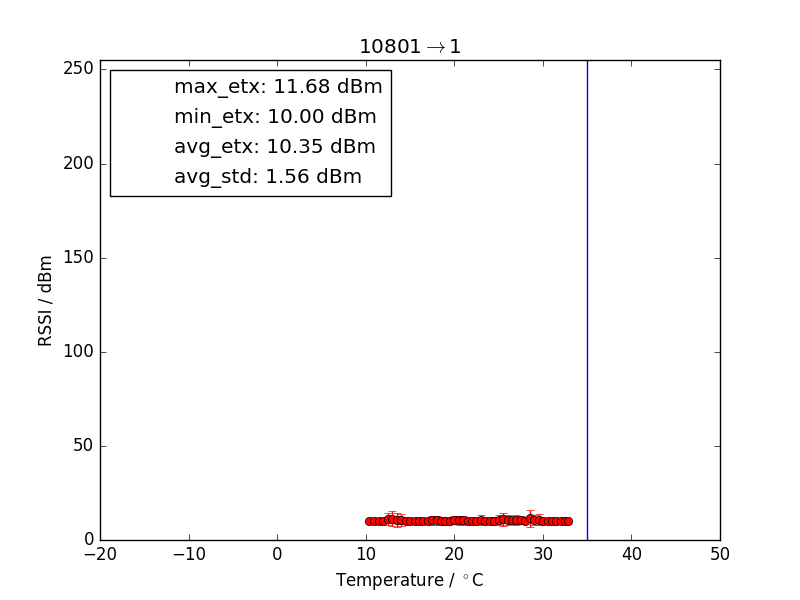 10801→1
max_etx: 11.68 dBm
min_etx: 10.00 dBm
avg_etx: 10.35 dBm
avg_std: 1.56 dBm
RSSI / dBm
250
200
150
100
50
0
−20 −10 0 10 20 30 40 50
Temperature / °C